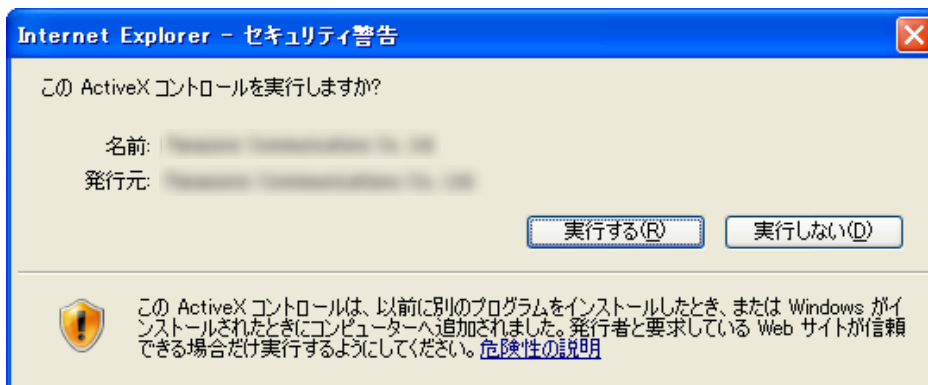 Internet Explorer - セキュリティ警告
この ActiveX コントロールを実行しますか?
名前:
発行元:
実行する(R) 実行しない(D)
この ActiveX コントロールは、以前に別のプログラムをインストールしたとき、または Windows がイ
ンストールされたときにコンピューターへ追加されました。発行者と要求している Web サイトが信頼
できる場合だけ実行するようにしてください。危険性の説明